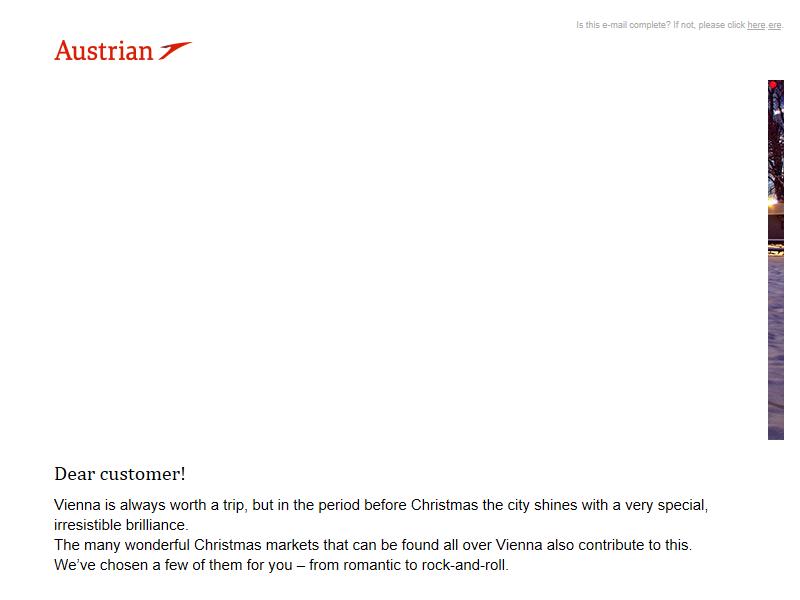 Is this e-mail complete? If not, please click here.ere.
Austrian
Dear customer!
Vienna is always worth a trip, but in the period before Christmas the city shines with a very special,
irresistible brilliance.
The many wonderful Christmas markets that can be found all over Vienna also contribute to this.
We’ve chosen a few of them for you – from romantic to rock-and-roll.